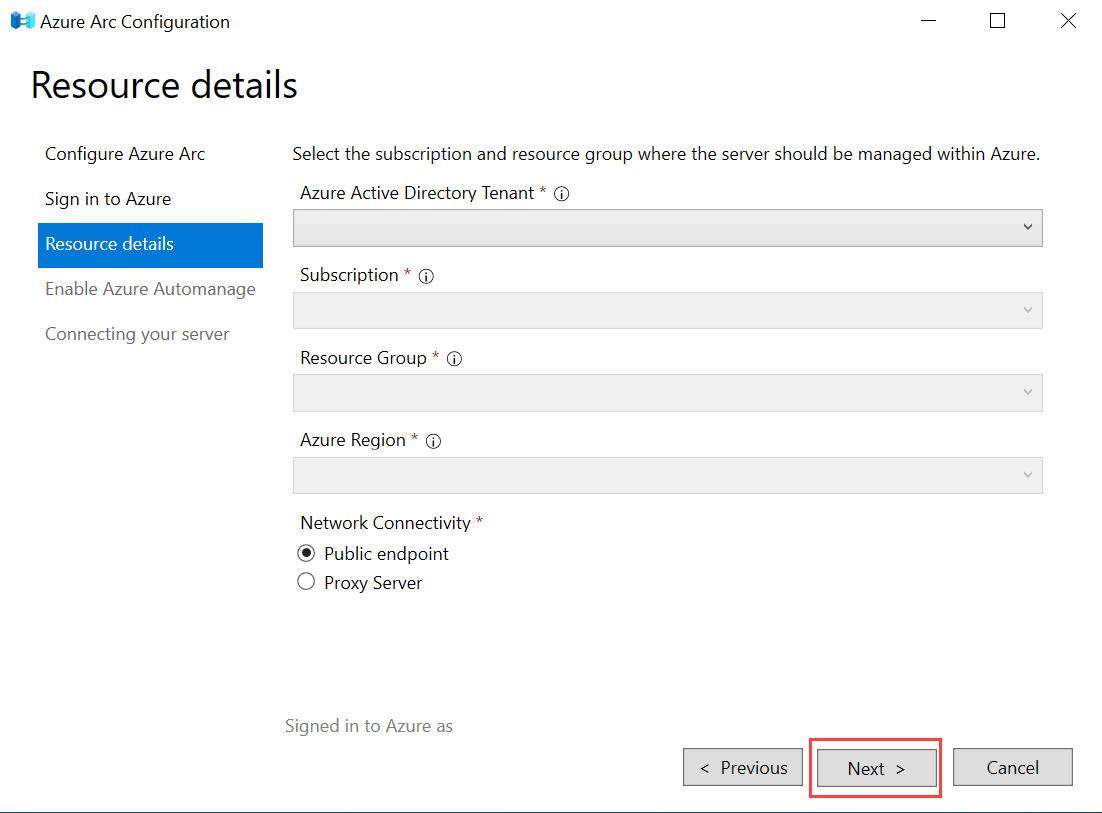 Azure Arc Configuration
Resource details
Configure Azure Arc
Sign in to Azure
Resource details
Enable Azure Automanage
Connecting your server
Select the subscription and resource group where the server should be managed within Azure.
Azure Active Directory Tenant *
Subscription *
Resource Group *
Azure Region *
Network Connectivity *
Public endpoint
Proxy Server
Signed in to Azure as
< Previous
Next >
Cancel